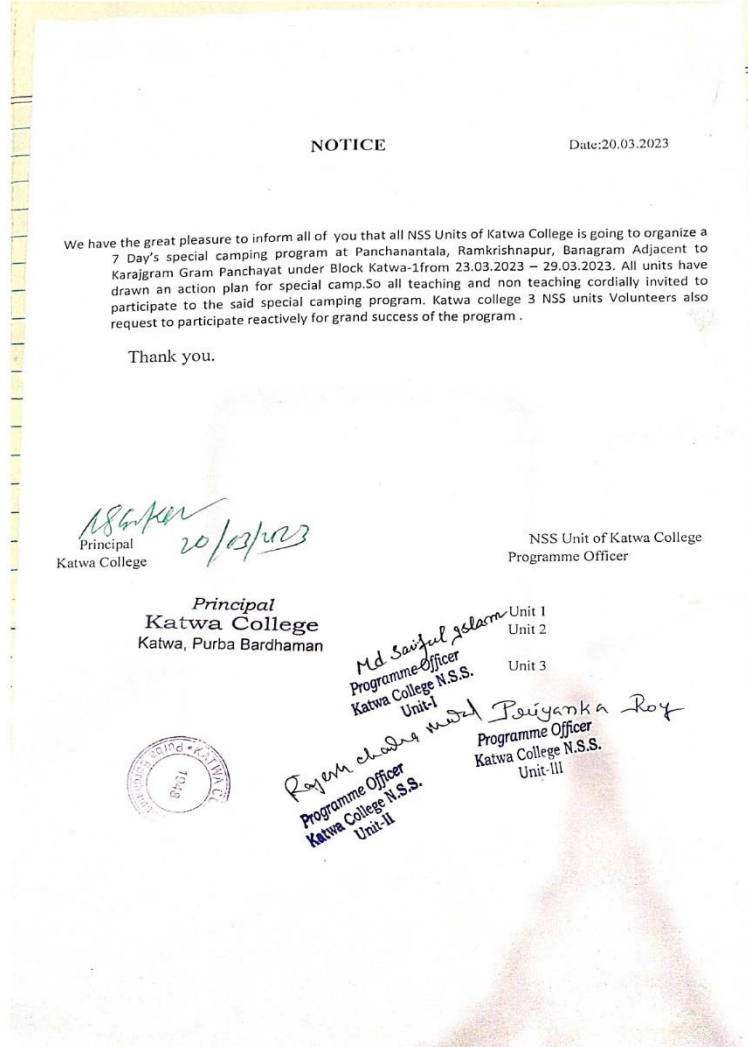 NOTICE Date:20.03.2023
We have the great pleasure to inform all of you that all NSS Units of Katwa College is going to organize a
7 Day's special camping program at Panchanantala, Ramkrishnapur, Banagram Adjacent to
Karajgram Gram Panchayat under Block Katwa-1from 23.03.2023 – 29.03.2023. All units have
drawn an action plan for special camp.So all teaching and non teaching cordially invited to
participate to the said special camping program. Katwa college 3 NSS units Volunteers also
request to participate reactively for grand success of the program .
Thank you.
20/03/2023
Principal
Katwa College
NSS Unit of Katwa College
Programme Officer
Principal
Katwa College
Katwa, Purba Bardhaman
Unit 1
Unit 2
Unit 3
Md Saiful Islam
Programme Officer
Katwa College N.S.S.
Unit-I
Priyanka Roy
Programme Officer
Katwa College N.S.S.
Unit-III
Rajesh
Programme Officer
Katwa College N.S.S.
Unit-II
KATWA
1948